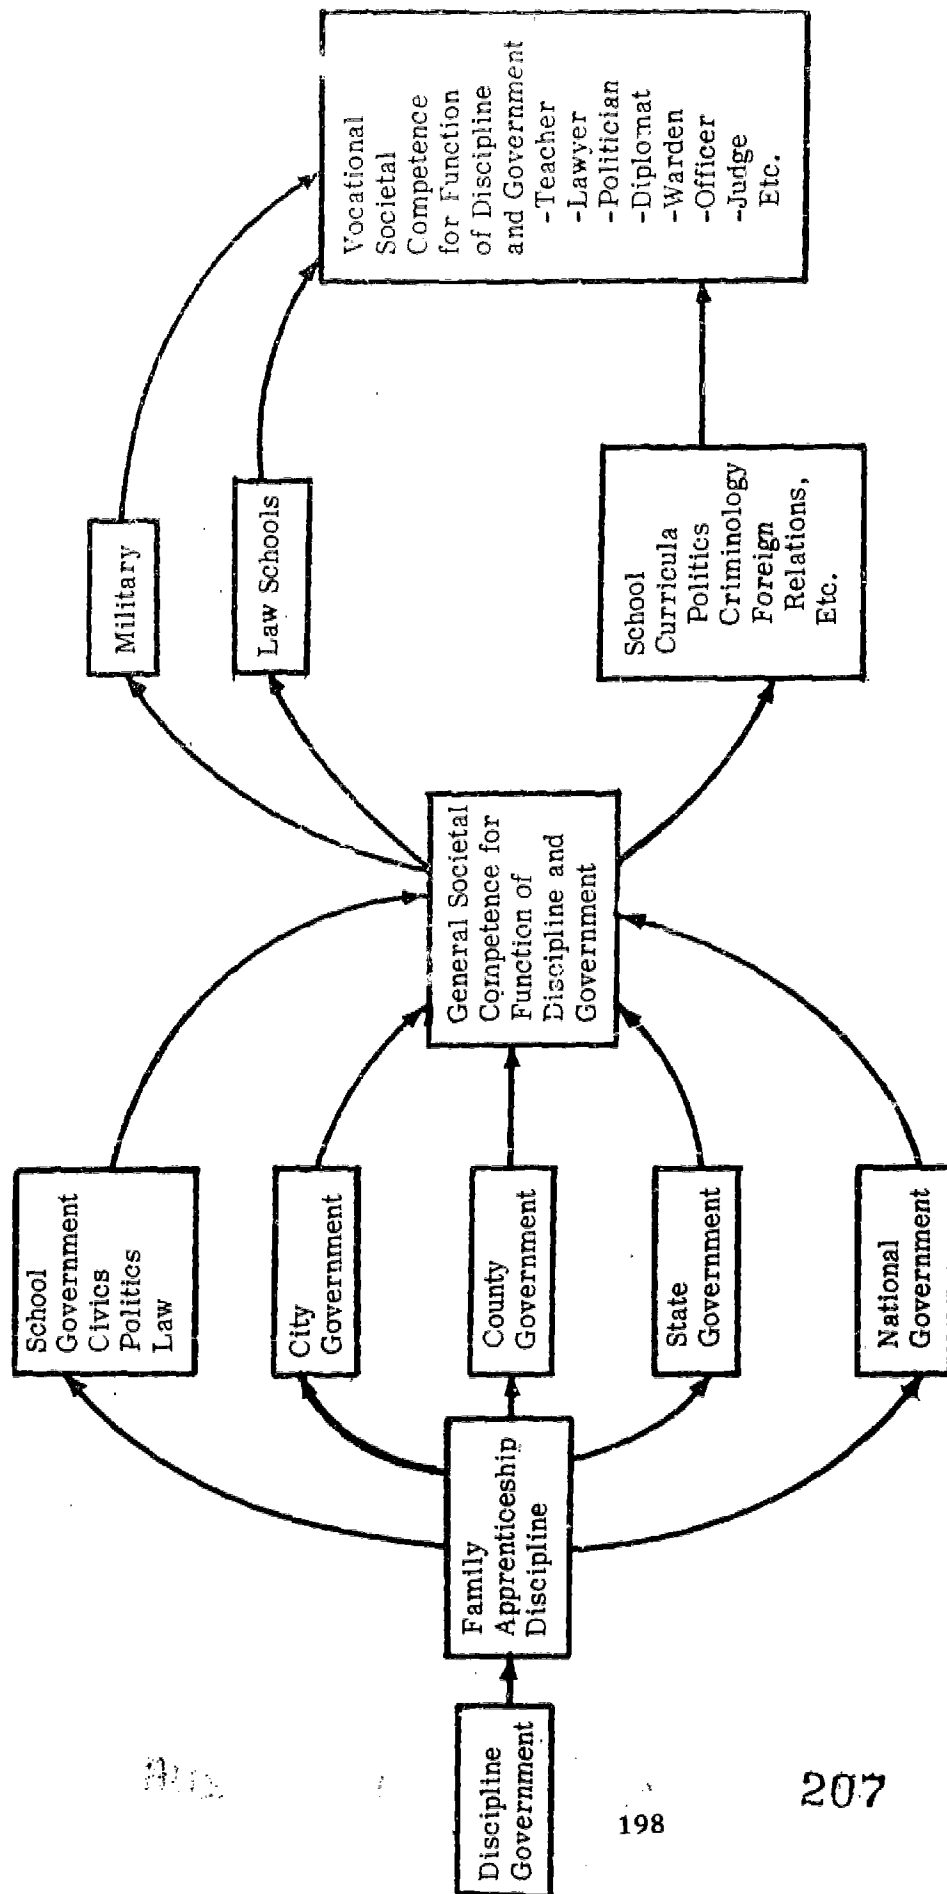 Discipline
Government
Family
Apprenticeship
Discipline
School
Government
Civics
Politics
Law
City
Government
County
Government
State
Government
National
Government
General Societal
Competence for
Function of
Discipline and
Government
Military
Law Schools
School
Curricula
Politics
Criminology
Foreign
Relations,
Etc.
Vocational
Societal
Competence
for Function
of Discipline
and Government
-Teacher
-Lawyer
-Politician
-Diplomat
-Warden
-Officer
-Judge
Etc.
198
207